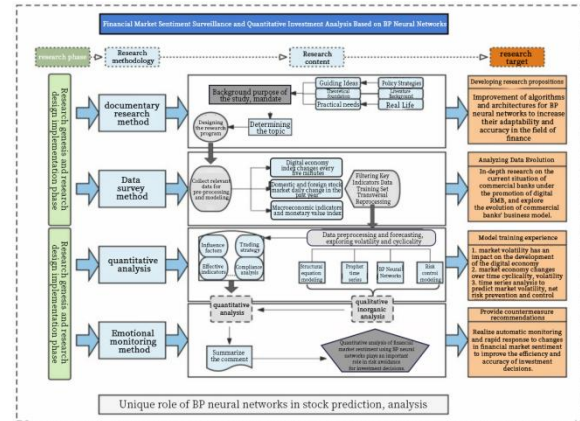 Financial Market Sentiment Surveillance and Quantitative Investment Analysis Based on BP Neural Networks
research phase
Research
methodology
Research
content
research
target
Research genesis and research
design implementation phase
documentary
research
method
Background purpose of
the study, mandate
Guiding Ideas
Theoretical
foundation
Practical needs
Policy Strategies
Literature
Background
Real Life
Designing
the research
program
Determining
the topic
Developing research propositions
Improvement of algorithms
and architectures for BP
neural networks to increase
their adaptability and
accuracy in the field of
finance
Data
survey method
Collect relevant
data for
pre-processing
and modeling
Digital economy
index changes every
five minutes
Domestic and foreign stock
market daily change in the
past year
Macroeconomic indicators
and monetary value index
Filtering Key
Indicators Data
Training Set
Transversal
Reprocessing
Analyzing Data Evolution
In-depth research on the
current situation of
commercial banks under
the promotion of digital
RMB, and explore
the evolution of commercial
banks' business model.
Research genesis and research
design implementation phase
quantitative
analysis
Influence
factors
Trading
strategy
Effective
indicators
Compliance
analysis
Data preprocessing and forecasting,
exploring volatility and cyclicality
Structural
equation modeling
Prophet
time series
BP Neural
Networks
Risk
control modeling
Model training experience
1. market volatility has an
impact on the development
of the digital economy
2. market economy changes
over time cyclicality, volatility
3. time series analysis to
predict market volatility, net
risk prevention and control
quantitative
analysis
qualitative
inorganic
analysis
Emotional
monitoring
method
Summarize
the comment
Quantitative analysis of financial
market sentiment using BP neural
networks plays an important
role in risk avoidance
for investment decisions
Provide countermeasure
recommendations
Realize automatic monitoring
and rapid response to changes
in financial market sentiment
to improve the efficiency and
accuracy of investment
decisions.
Unique role of BP neural networks in stock prediction, analysis